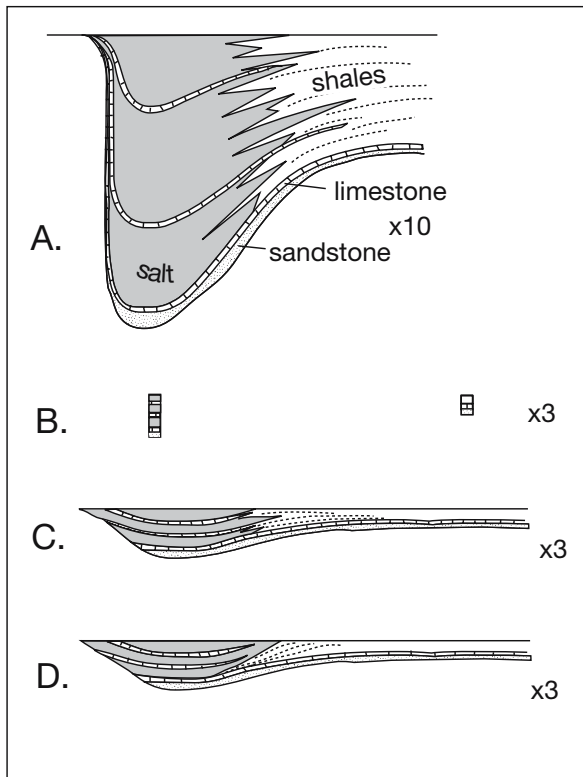 shales
limestone
x10
A.
sandstone
salt
B.
x3
C.
x3
D.
x3